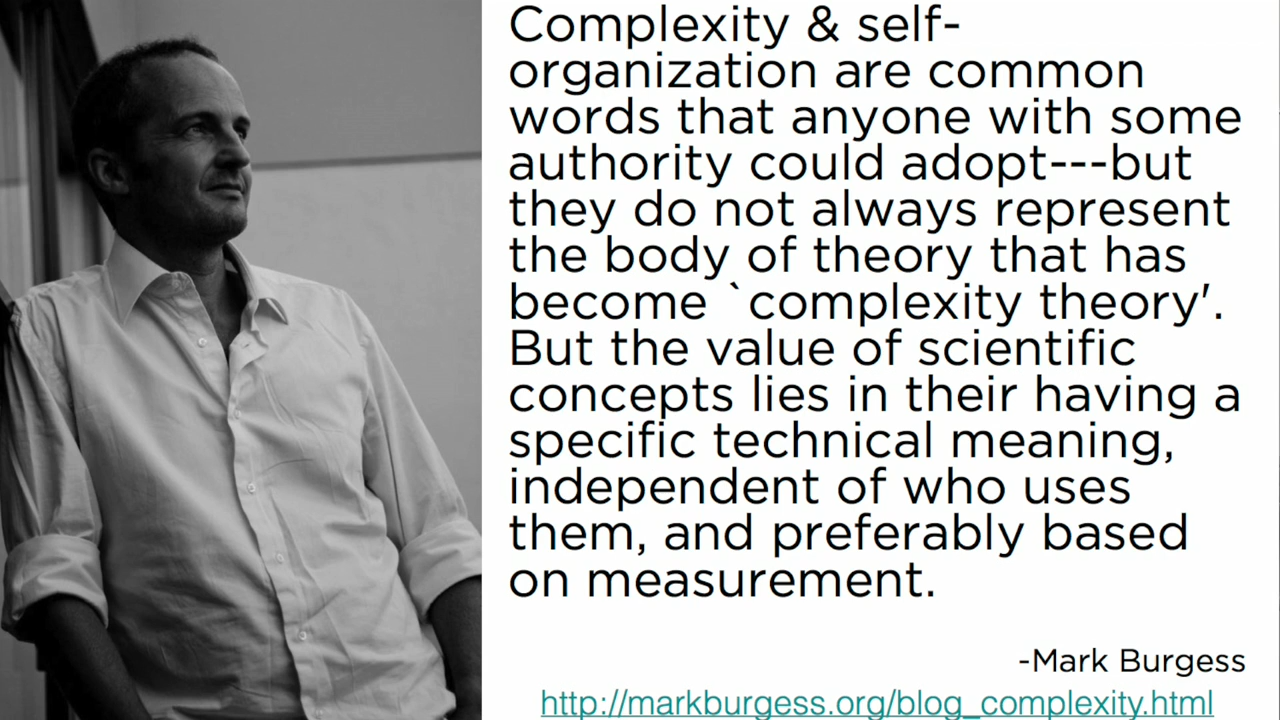 Complexity & self-
organization are common
words that anyone with some
authority could adopt---but
they do not always represent
the body of theory that has
become `complexity theory'.
But the value of scientific
concepts lies in their having a
specific technical meaning,
independent of who uses
them, and preferably based
on measurement.
-Mark Burgess
http://markburgess.org/blog_complexity.html